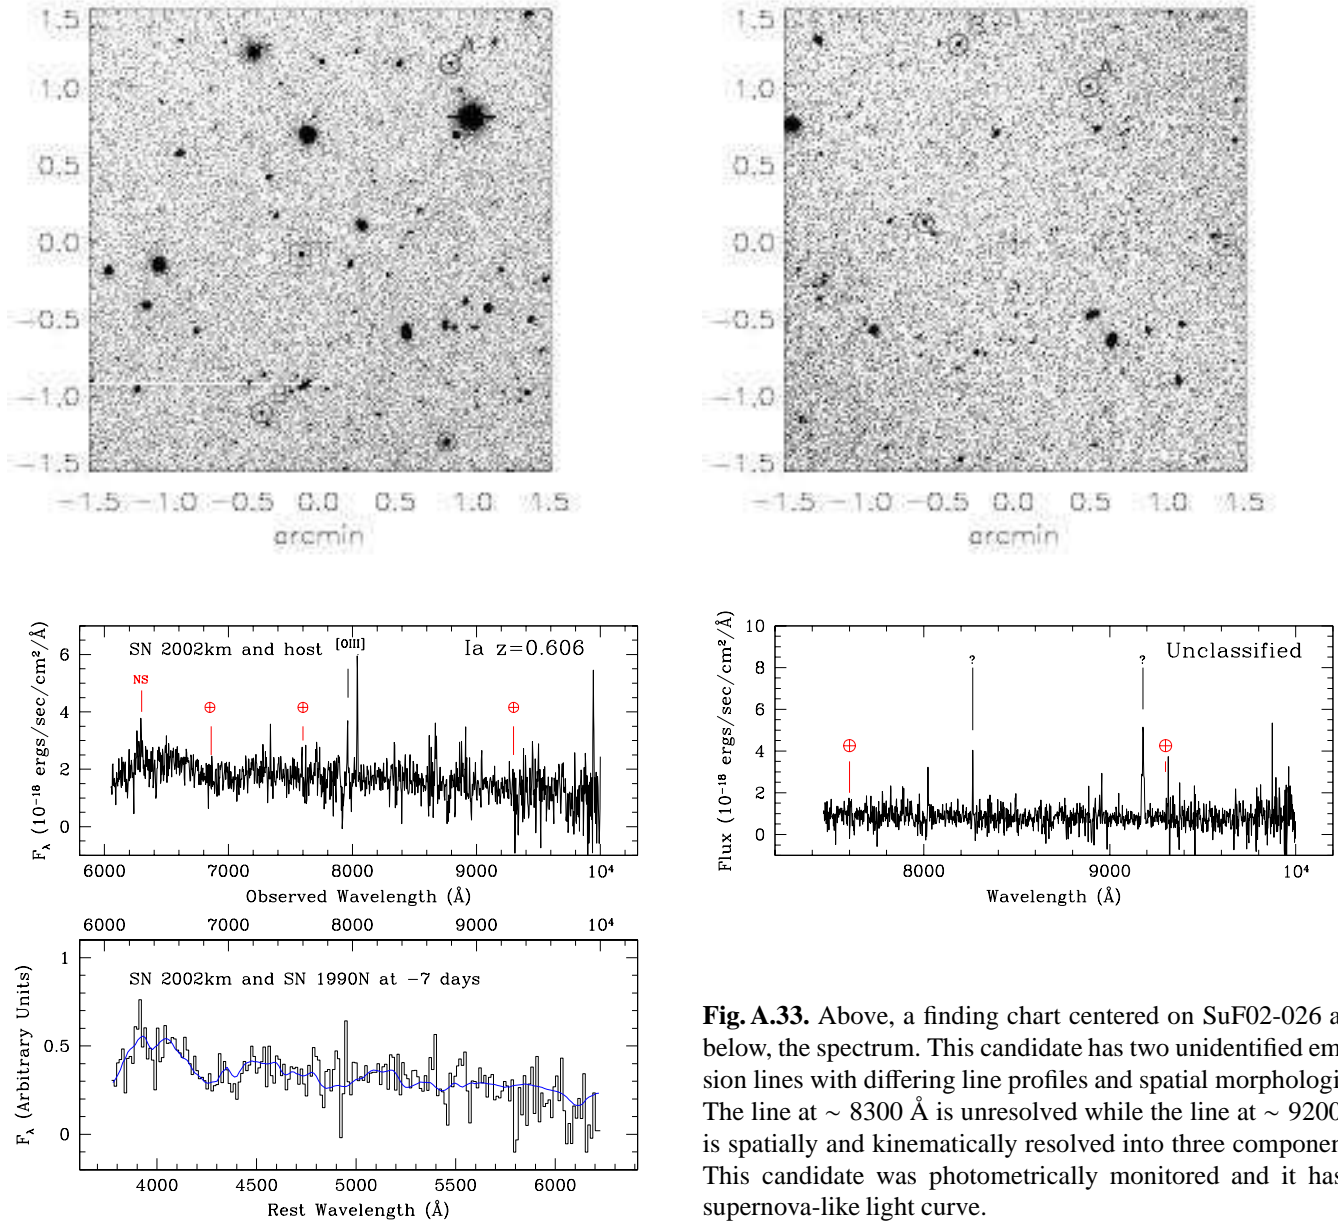 1.5
1.0
0.5
0.0
−0.5
−1.0
−1.5
−1.5 −1.0 −0.5 0.0 0.5 1.0 1.5
arcmin
A
1.5
1.0
0.5
0.0
−0.5
−1.0
−1.5
−1.5 −1.0 −0.5 0.0 0.5 1.0 1.5
arcmin
A
SN 2002km and host
[OIII]
Ia z=0.606
NS
⊕ ⊕ ⊕
6
4
2
0
F_λ (10⁻¹⁸ ergs/sec/cm²/Å)
6000 7000 8000 9000 10⁴
Observed Wavelength (Å)
6000 7000 8000 9000 10⁴
SN 2002km and SN 1990N at −7 days
1
0.5
0
F_λ (Arbitrary Units)
4000 4500 5000 5500 6000
Rest Wavelength (Å)
Unclassified
? ?
⊕ ⊕
10
8
6
4
2
0
Flux (10⁻¹⁸ ergs/sec/cm²/Å)
8000 9000 10⁴
Wavelength (Å)
Fig. A.33. Above, a finding chart centered on SuF02-026 a
below, the spectrum. This candidate has two unidentified em
sion lines with differing line profiles and spatial morphologi
The line at ∼ 8300 Å is unresolved while the line at ∼ 9200
is spatially and kinematically resolved into three componen
This candidate was photometrically monitored and it has
supernova-like light curve.